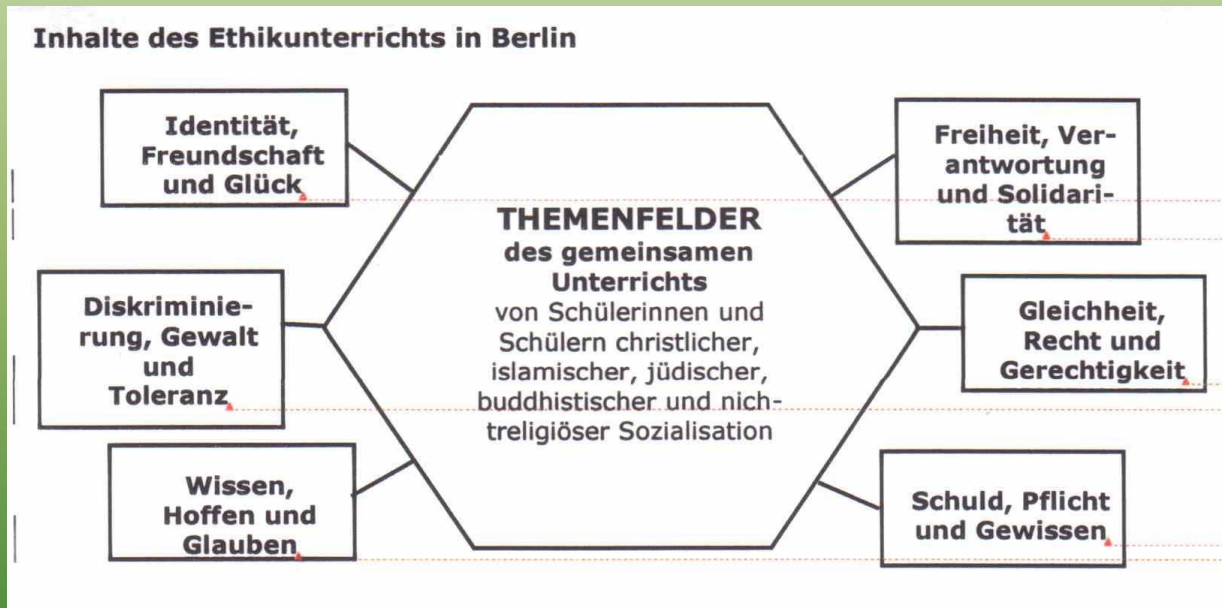 Inhalte des Ethikunterrichts in Berlin
Identität,
Freundschaft
und Glück
Diskriminie-
rung, Gewalt
und
Toleranz
Wissen,
Hoffen und
Glauben
THEMENFELDER
des gemeinsamen
Unterrichts
von Schülerinnen und
Schülern christlicher,
islamischer, jüdischer,
buddhistischer und nich-
treligiöser Sozialisation
Freiheit, Ver-
antwortung
und Solidari-
tät
Gleichheit,
Recht und
Gerechtigkeit
Schuld, Pflicht
und Gewissen